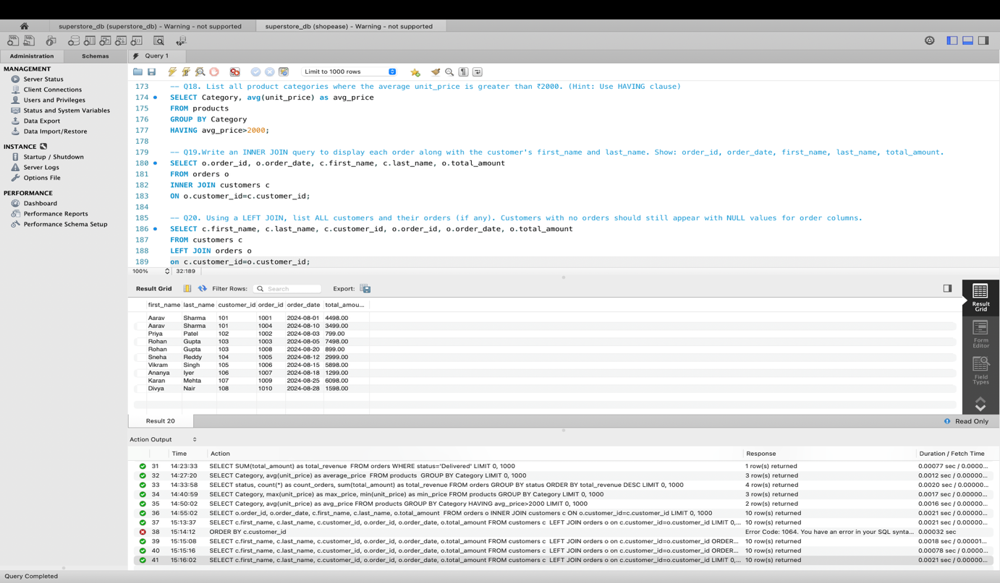 superstore_db (superstore_db) - Warning - not supported
superstore_db (shopease) - Warning - not supported
Administration
Schemas
Query 1
MANAGEMENT
Server Status
Client Connections
Users and Privileges
Status and System Variables
Data Export
Data Import/Restore
INSTANCE
Startup / Shutdown
Server Logs
Options File
PERFORMANCE
Dashboard
Performance Reports
Performance Schema Setup
Limit to 1000 rows
173 -- Q18. List all product categories where the average unit_price is greater than ₹2000. (Hint: Use HAVING clause)
174 SELECT Category, avg(unit_price) as avg_price
175 FROM products
176 GROUP BY Category
177 HAVING avg_price>2000;
178
179 -- Q19.Write an INNER JOIN query to display each order along with the customer's first_name and last_name. Show: order_id, order_date, first_name, last_name, total_amount.
180 SELECT o.order_id, o.order_date, c.first_name, c.last_name, o.total_amount
181 FROM orders o
182 INNER JOIN customers c
183 ON o.customer_id=c.customer_id;
184
185 -- Q20. Using a LEFT JOIN, list ALL customers and their orders (if any). Customers with no orders should still appear with NULL values for order columns.
186 SELECT c.first_name, c.last_name, c.customer_id, o.order_id, o.order_date, o.total_amount
187 FROM customers c
188 LEFT JOIN orders o
189 on c.customer_id=o.customer_id;
100% 32:189
Result Grid Filter Rows: Search Export:
first_name last_name customer_id order_id order_date total_amou...
Aarav Sharma 101 1001 2024-08-01 4498.00
Aarav Sharma 101 1004 2024-08-10 3499.00
Priya Patel 102 1002 2024-08-03 799.00
Rohan Gupta 103 1003 2024-08-05 7498.00
Rohan Gupta 103 1008 2024-08-20 899.00
Sneha Reddy 104 1005 2024-08-12 2999.00
Vikram Singh 105 1006 2024-08-15 5898.00
Ananya Iyer 106 1007 2024-08-18 1299.00
Karan Mehta 107 1009 2024-08-25 6098.00
Divya Nair 108 1010 2024-08-28 1598.00
Result
Grid
Form
Editor
Field
Types
Result 20
Read Only
Action Output
Time Action Response Duration / Fetch Time
31 14:23:33 SELECT SUM(total_amount) as total_revenue FROM orders WHERE status='Delivered' LIMIT 0, 1000 1 row(s) returned 0.00077 sec / 0.0000...
32 14:27:20 SELECT Category, avg(unit_price) as average_price FROM products GROUP BY Category LIMIT 0, 1000 3 row(s) returned 0.0012 sec / 0.00000...
33 14:33:58 SELECT status, count(*) as count_orders, sum(total_amount) as total_revenue FROM orders GROUP BY status ORDER BY total_revenue DESC LIMIT 0, 1000 4 row(s) returned 0.0020 sec / 0.0000...
34 14:40:59 SELECT Category, max(unit_price) as max_price, min(unit_price) as min_price FROM products GROUP BY Category LIMIT 0, 1000 3 row(s) returned 0.0017 sec / 0.00000...
35 14:50:02 SELECT Category, avg(unit_price) as avg_price FROM products GROUP BY Category HAVING avg_price>2000 LIMIT 0, 1000 2 row(s) returned 0.0016 sec / 0.00000...
36 14:55:02 SELECT o.order_id, o.order_date, c.first_name, c.last_name, o.total_amount FROM orders o INNER JOIN customers c ON o.customer_id=c.customer_id LIMIT 0, 1000 10 row(s) returned 0.0021 sec / 0.00000...
37 15:13:37 SELECT c.first_name, c.last_name, c.customer_id, o.order_id, o.order_date, o.total_amount FROM customers c LEFT JOIN orders o on c.customer_id=o.customer_id LIMIT 0,... 10 row(s) returned 0.0021 sec / 0.00000...
38 15:14:12 ORDER BY c.customer_id Error Code: 1064. You have an error in your SQL synta... 0.00032 sec
39 15:15:08 SELECT c.first_name, c.last_name, c.customer_id, o.order_id, o.order_date, o.total_amount FROM customers c LEFT JOIN orders o on c.customer_id=o.customer_id ORDER... 10 row(s) returned 0.0018 sec / 0.00001...
40 15:15:16 SELECT c.first_name, c.last_name, c.customer_id, o.order_id, o.order_date, o.total_amount FROM customers c LEFT JOIN orders o on c.customer_id=o.customer_id ORDER... 10 row(s) returned 0.00078 sec / 0.0000...
41 15:16:02 SELECT c.first_name, c.last_name, c.customer_id, o.order_id, o.order_date, o.total_amount FROM customers c LEFT JOIN orders o on c.customer_id=o.customer_id LIMIT 0,... 10 row(s) returned 0.0021 sec / 0.00000...
Query Completed